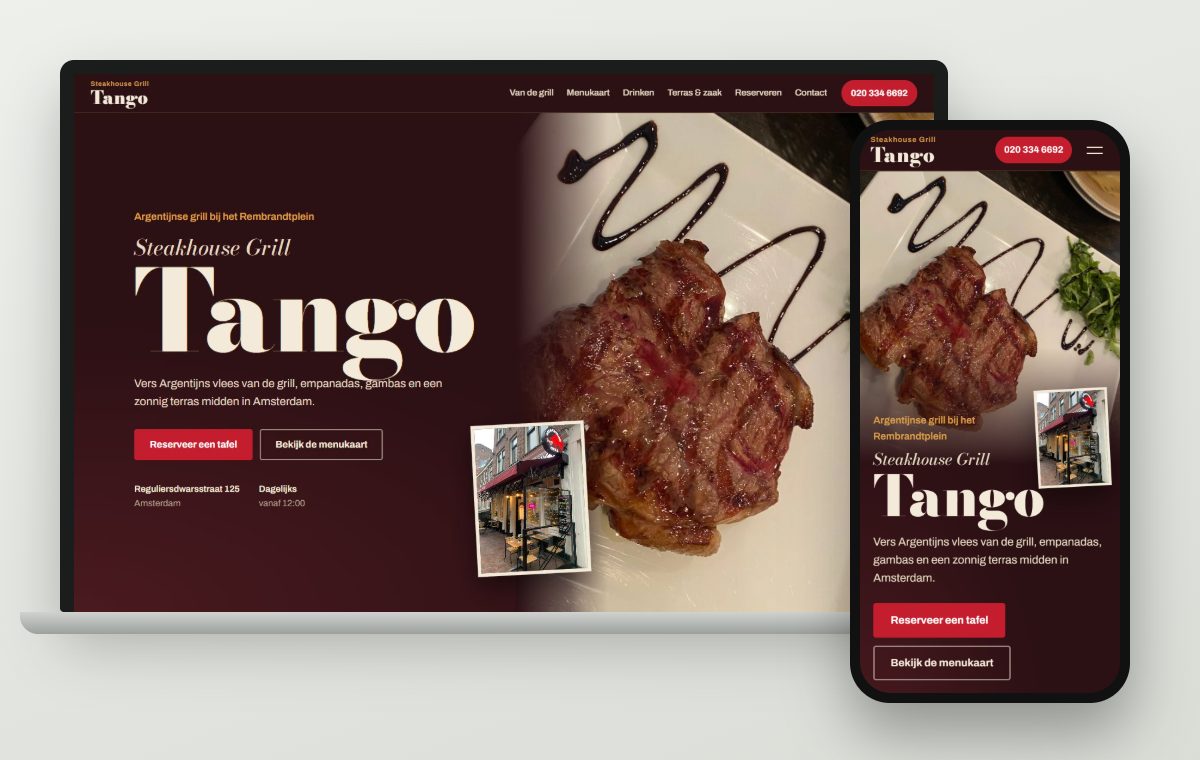 Steakhouse Grill
Tango
Van de grill Menukaart Drinken Terras & zaak Reserveren Contact 020 334 6692
Argentijnse grill bij het Rembrandtplein
Steakhouse Grill
Tango
Vers Argentijns vlees van de grill, empanadas, gambas en een
zonnig terras midden in Amsterdam.
Reserveer een tafel Bekijk de menukaart
Reguliersdwarsstraat 125 Dagelijks
Amsterdam vanaf 12:00
Steakhouse Grill
Tango
020 334 6692
Argentijnse grill bij het
Rembrandtplein
Steakhouse Grill
Tango
Vers Argentijns vlees van de grill, empanadas,
gambas en een zonnig terras midden in
Amsterdam.
Reserveer een tafel
Bekijk de menukaart